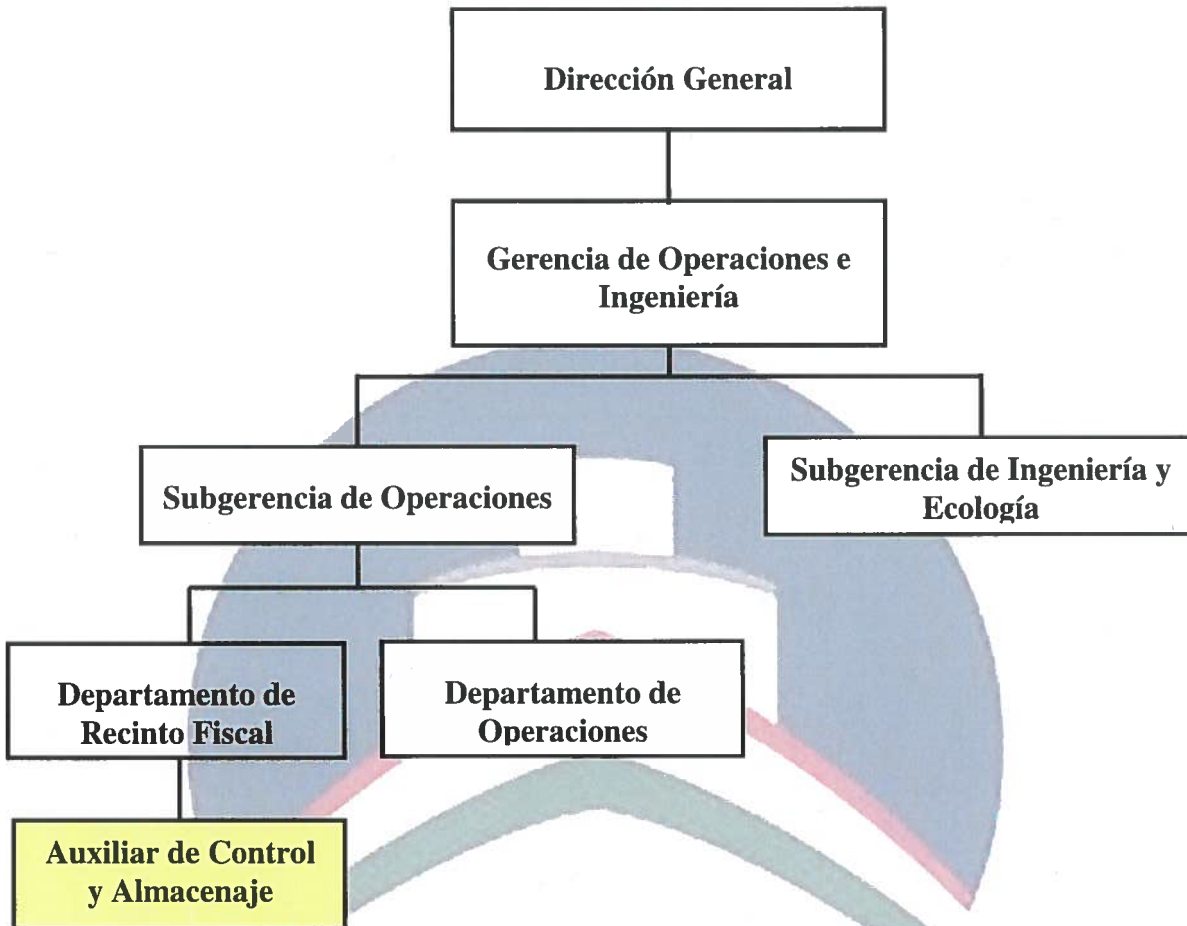 Dirección General
Gerencia de Operaciones e
Ingeniería
Subgerencia de Operaciones
Subgerencia de Ingeniería y
Ecología
Departamento de
Recinto Fiscal
Departamento de
Operaciones
Auxiliar de Control
y Almacenaje